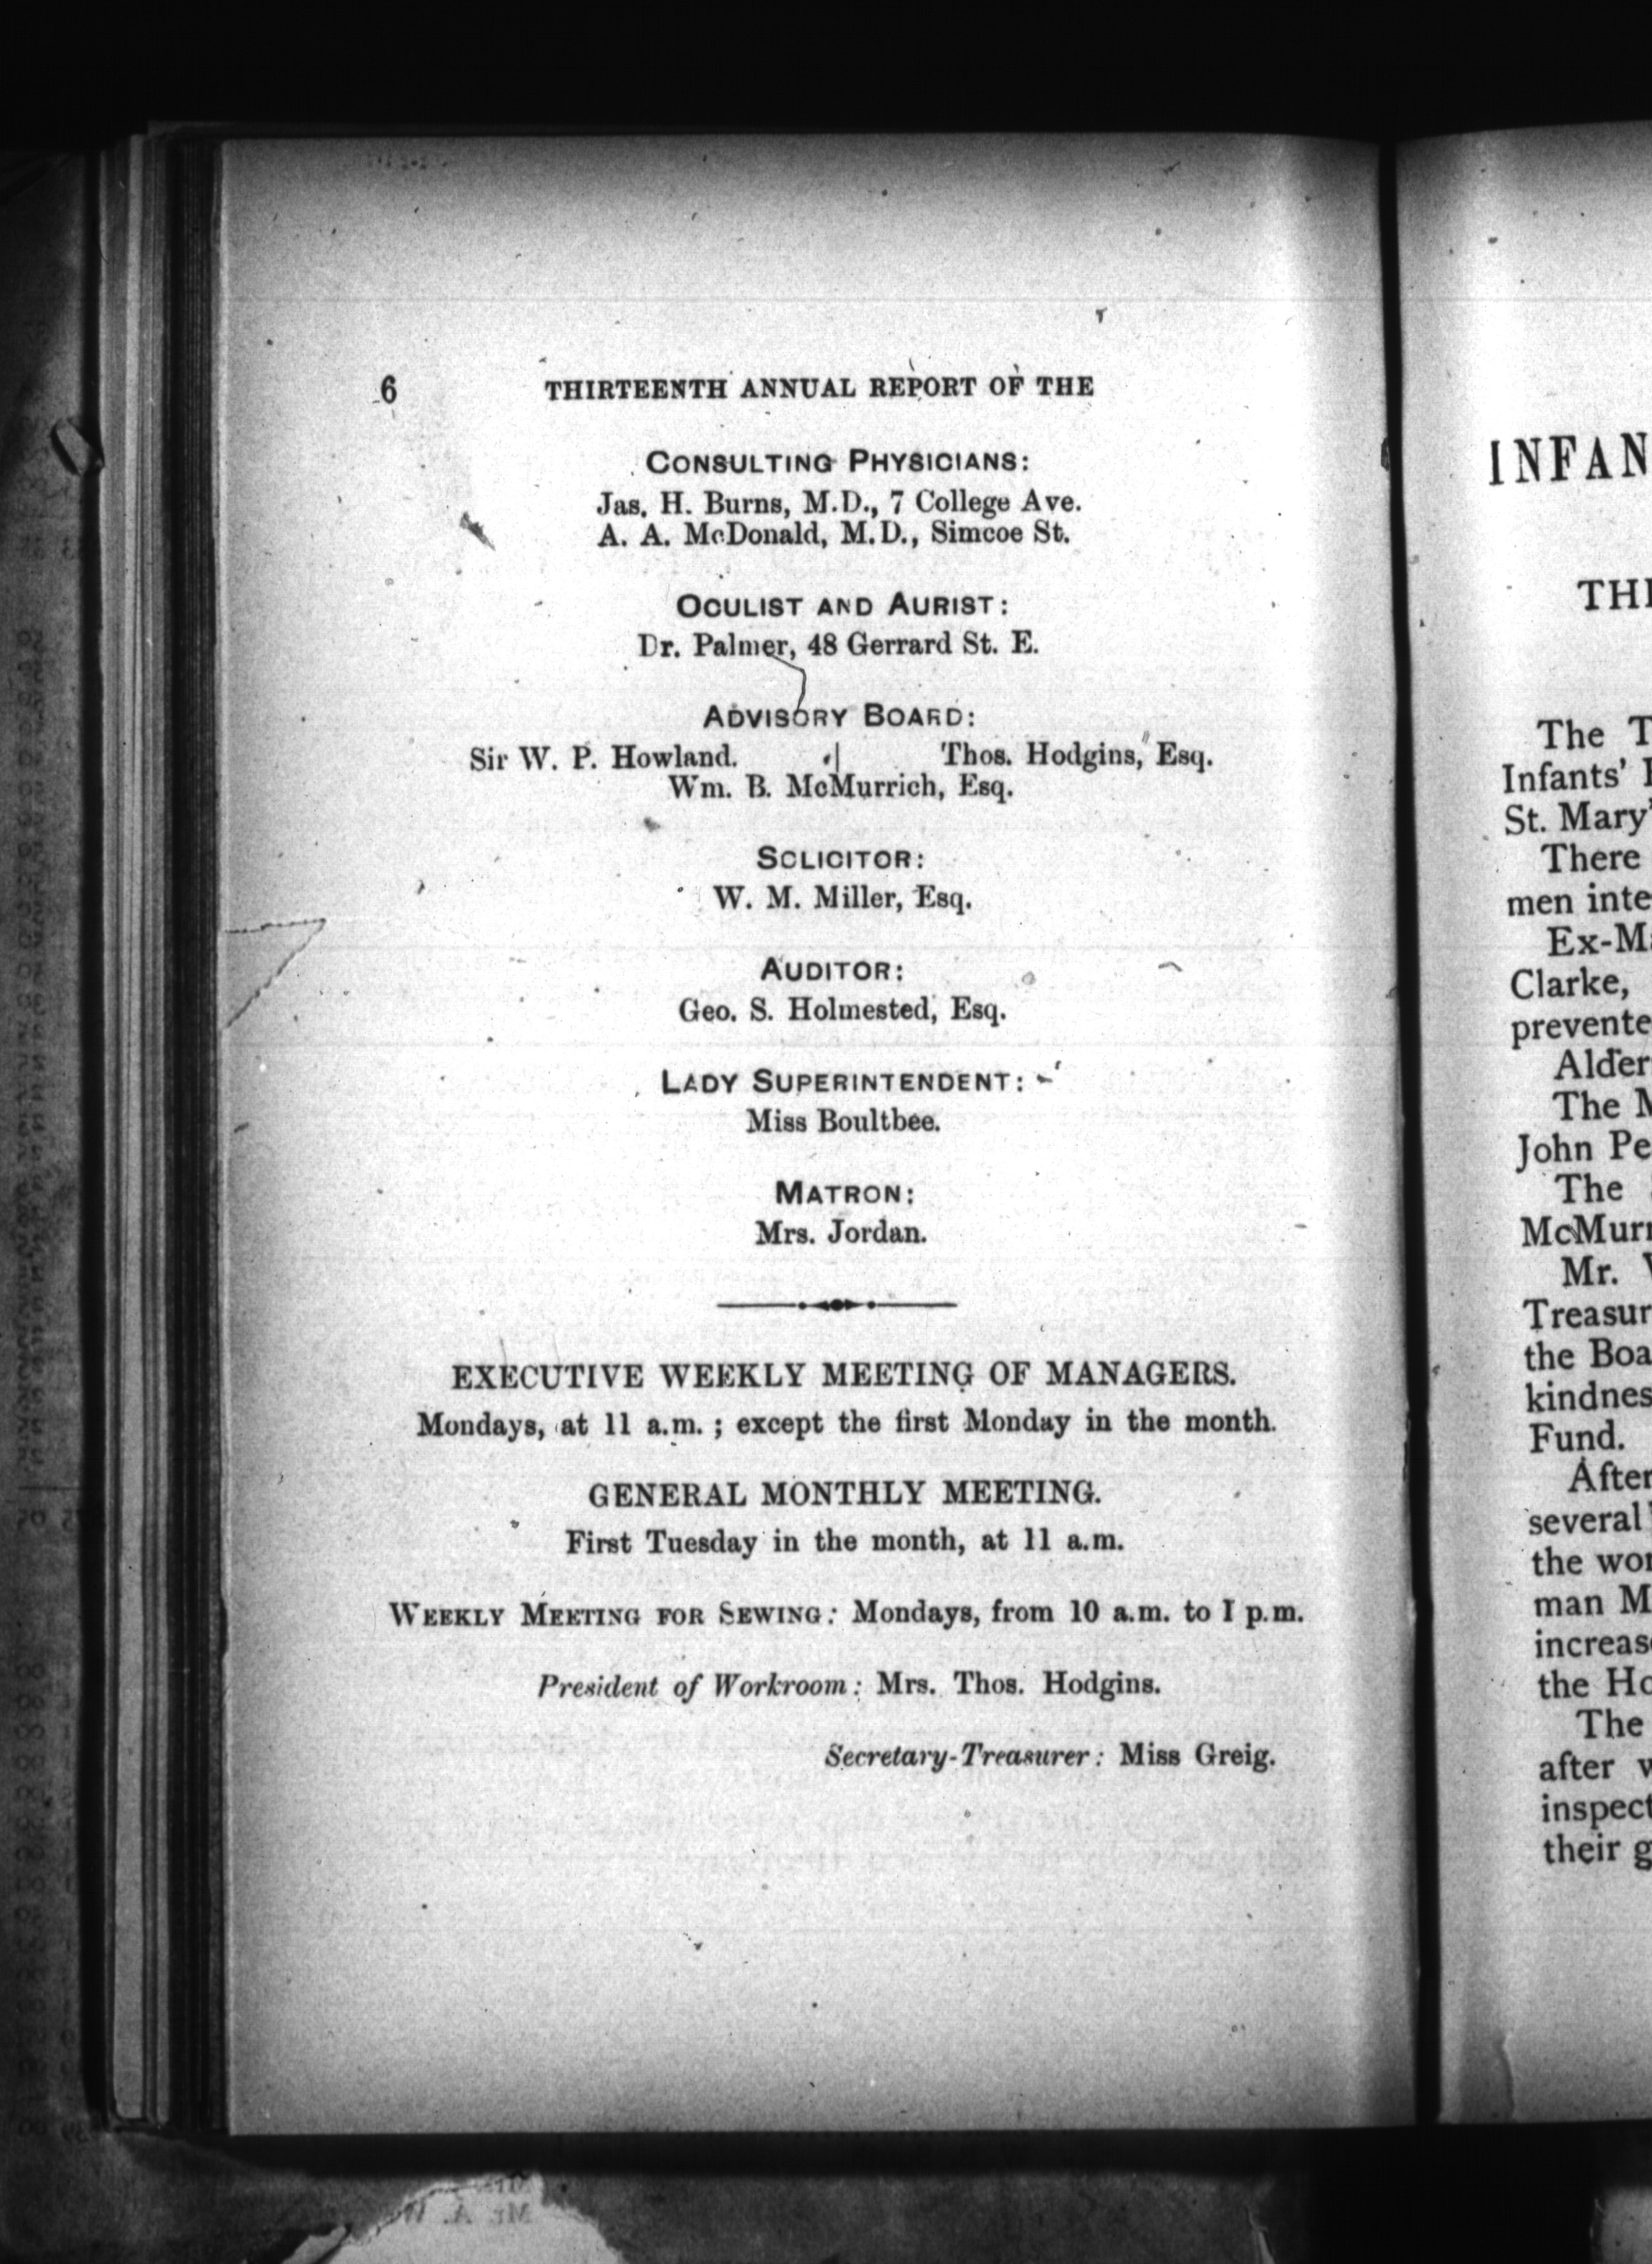 6 THIRTEENTH ANNUAL REPORT OF THE
CONSULTING PHYSICIANS:
Jas. H. Burns, M.D., 7 College Ave.
A. A. McDonald, M.D., Simcoe St.
OCULIST AND AURIST:
Dr. Palmer, 48 Gerrard St. E.
ADVISORY BOARD:
Sir W. P. Howland. | Thos. Hodgins, Esq.
Wm. B. McMurrich, Esq.
SOLICITOR:
W. M. Miller, Esq.
AUDITOR:
Geo. S. Holmested, Esq.
LADY SUPERINTENDENT:
Miss Boultbee.
MATRON:
Mrs. Jordan.
EXECUTIVE WEEKLY MEETING OF MANAGERS.
Mondays, at 11 a.m. ; except the first Monday in the month.
GENERAL MONTHLY MEETING.
First Tuesday in the month, at 11 a.m.
WEEKLY MEETING FOR SEWING: Mondays, from 10 a.m. to 1 p.m.
President of Workroom: Mrs. Thos. Hodgins.
Secretary-Treasurer: Miss Greig.
INFAN
THI
The T
Infants'
St. Mary'
There
men inte
Ex-Ma
Clarke,
prevente
Alder
The M
John Pe
The
McMurr
Mr.
Treasur
the Boa
kindnes
Fund.
After
several
the wor
man M
increase
the Ho
The
after w
inspect
their g